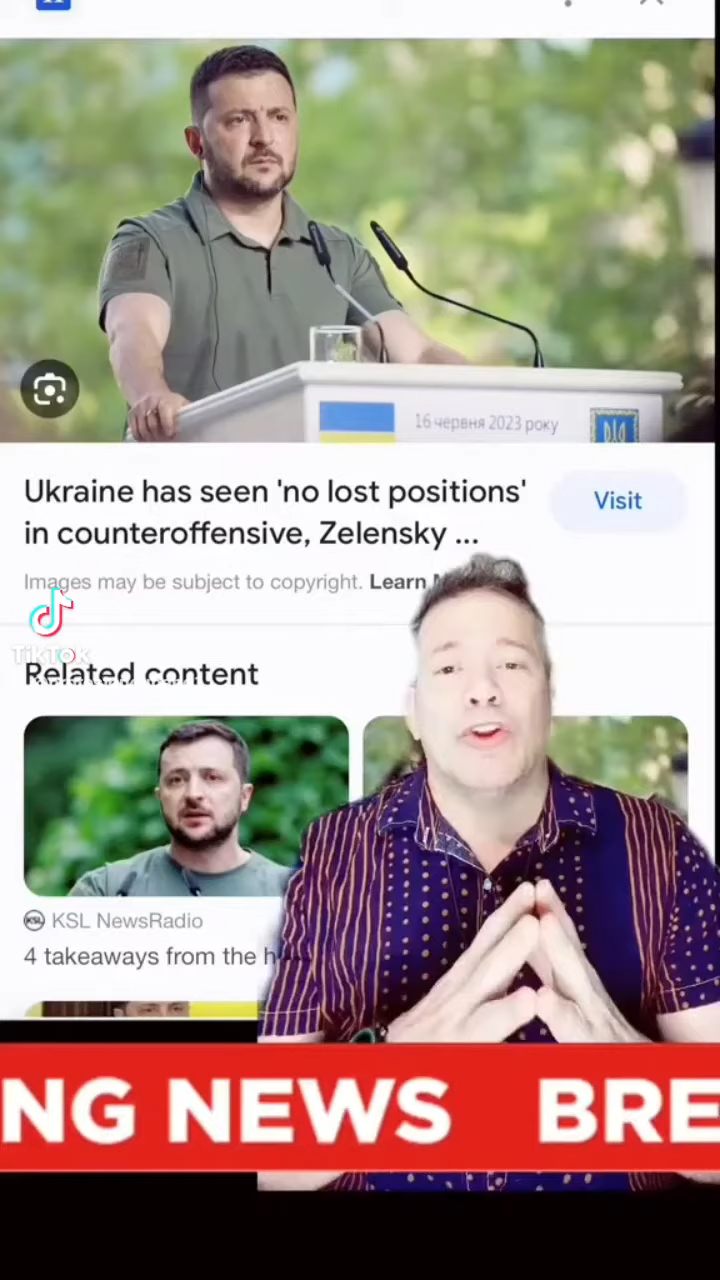 16 червня 2023 року
Ukraine has seen 'no lost positions'
in counteroffensive, Zelensky ...
Visit
Images may be subject to copyright. Learn
TikTok
Related content
KSL NewsRadio
4 takeaways from the h
NG NEWS BRE